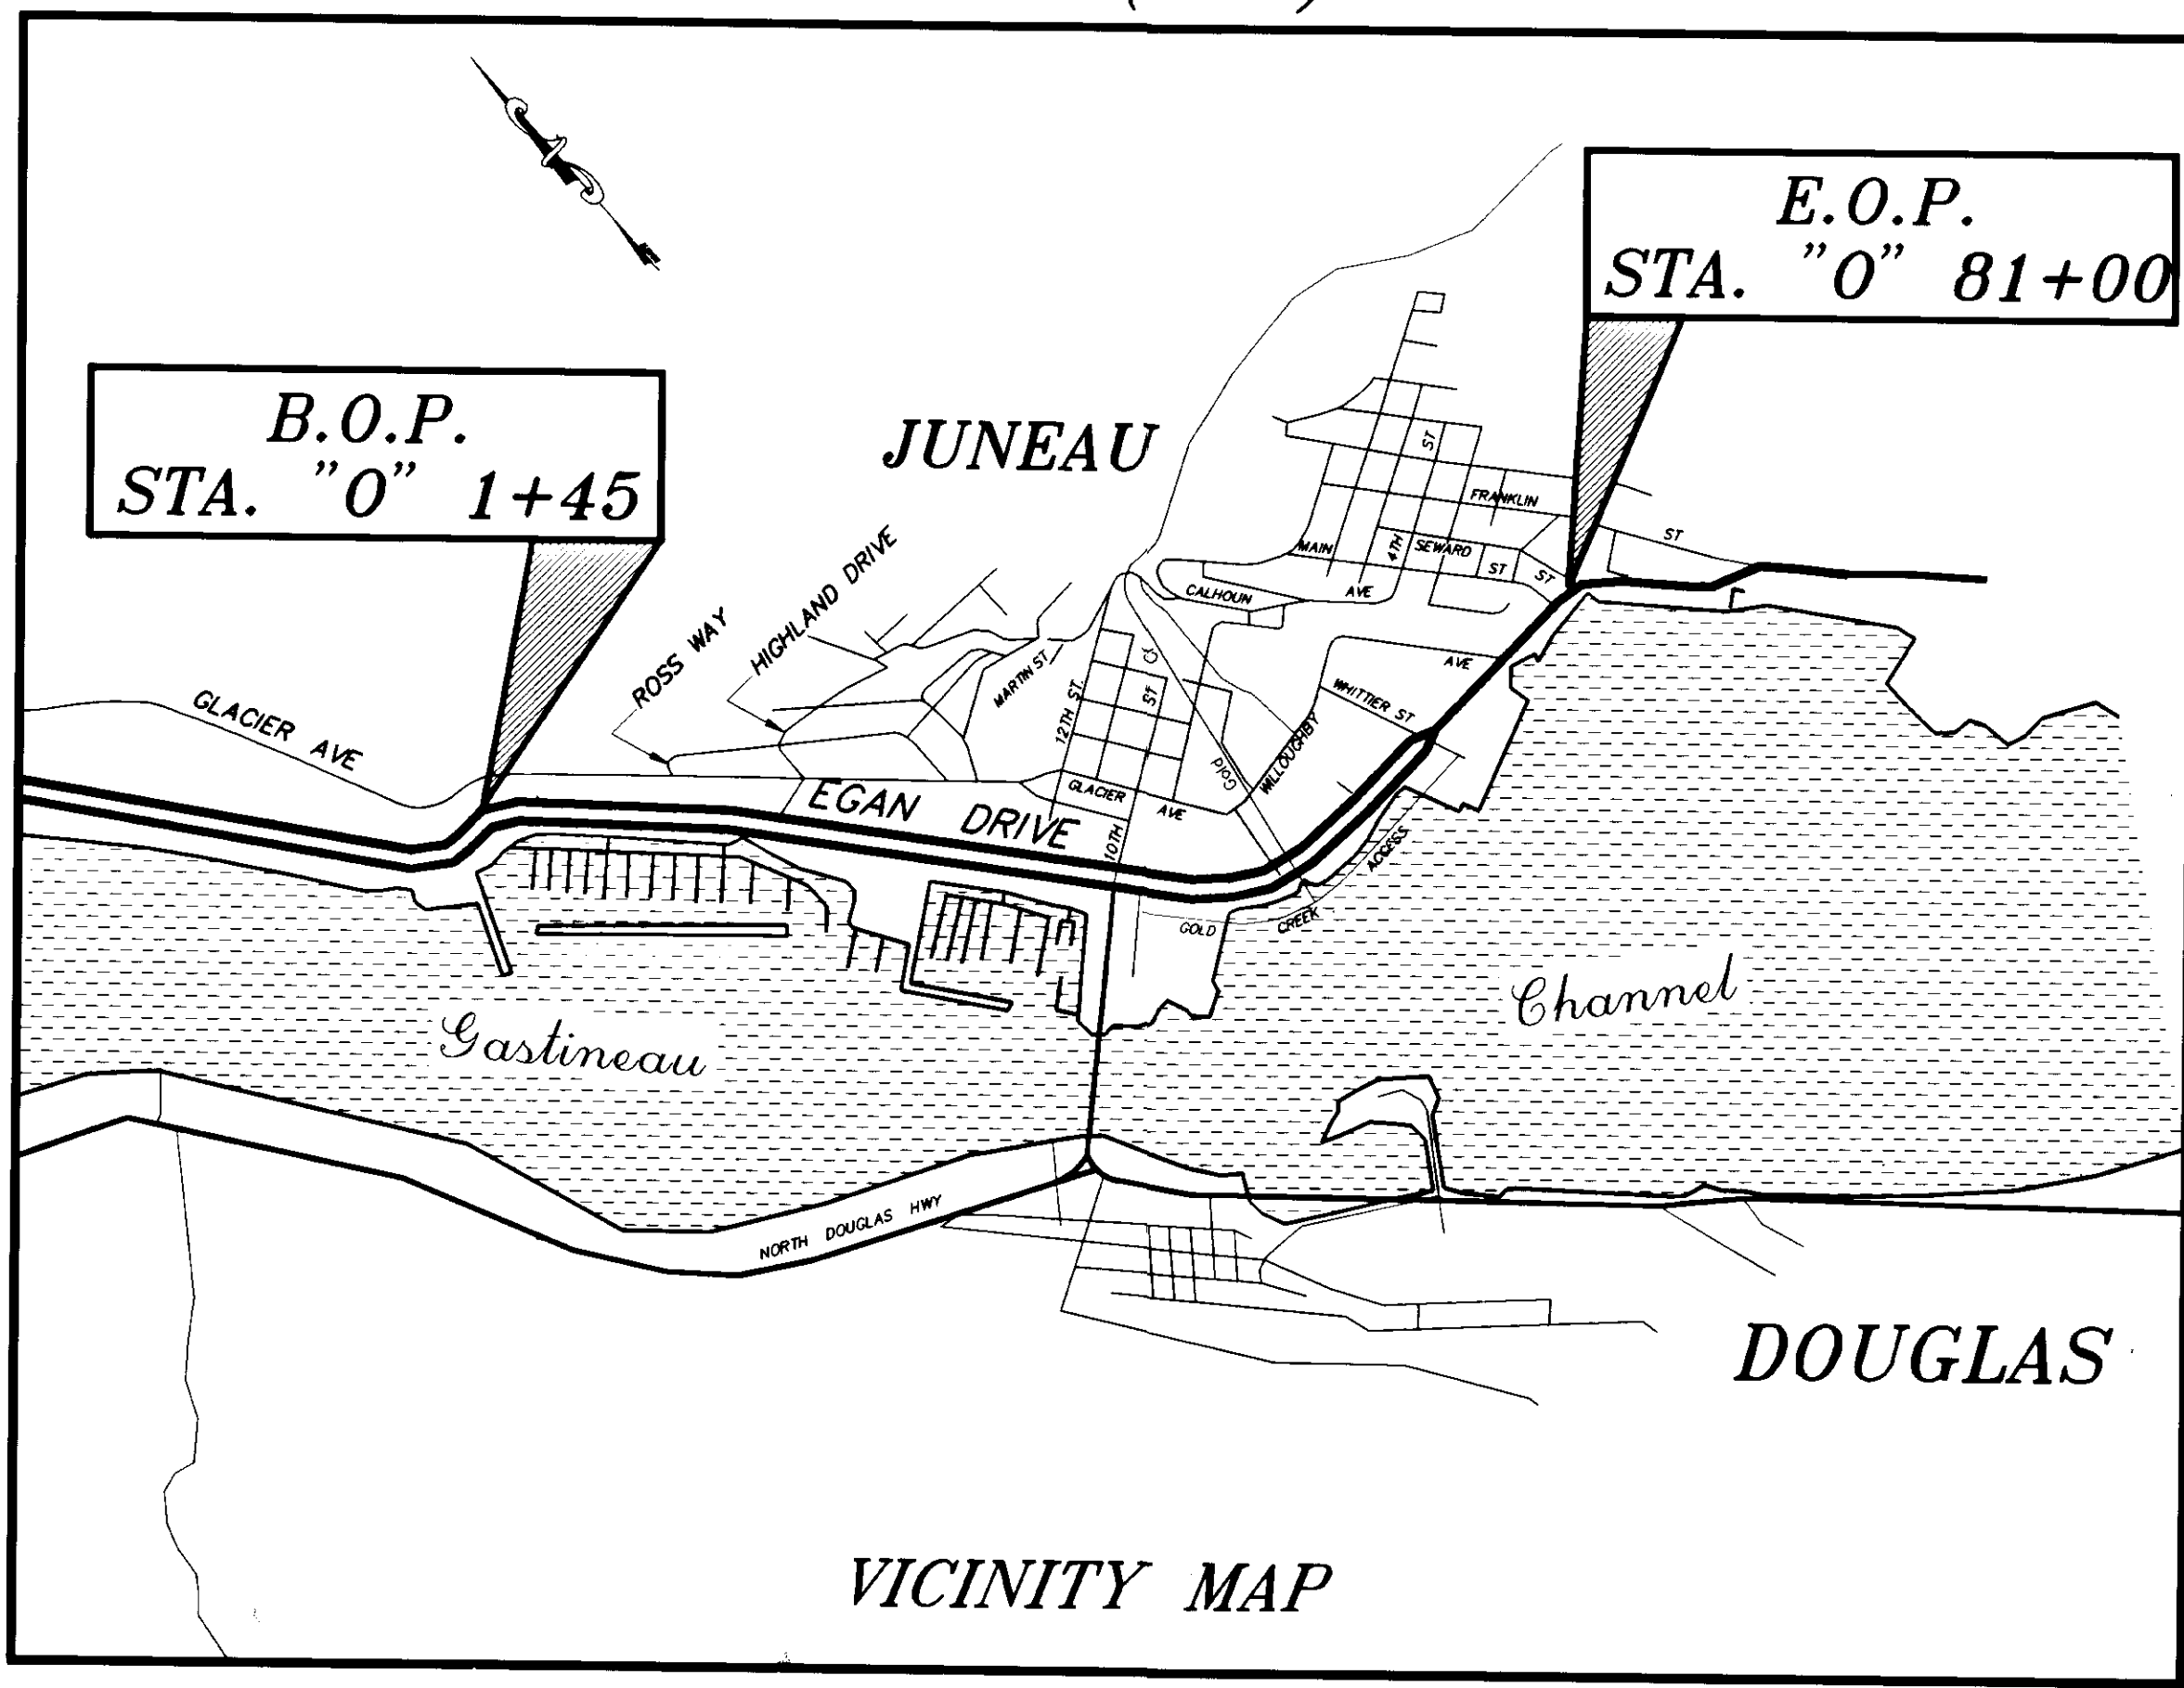 E.O.P.
STA. "O" 81+00
B.O.P.
STA. "O" 1+45
JUNEAU
ST
FRANKLIN
ST
MAIN
4TH
SEWARD
ST
ST
CALHOUN
AVE
HIGHLAND DRIVE
ROSS WAY
MARTIN ST
12TH ST.
ST
Ck
AVE
WHITTIER ST
WILLOUGHBY
Gold
GLACIER AVE
GLACIER AVE
EGAN DRIVE
10TH
ACCESS
GOLD CREEK
Channel
Gastineau
NORTH DOUGLAS HWY
DOUGLAS
VICINITY MAP